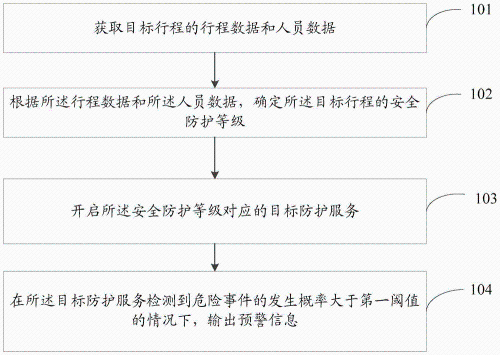 获取目标行程的行程数据和人员数据
101
根据所述行程数据和所述人员数据，确定所述目标行程的安全
防护等级
102
开启所述安全防护等级对应的目标防护服务
103
在所述目标防护服务检测到危险事件的发生概率大于第一阈值
的情况下，输出预警信息
104